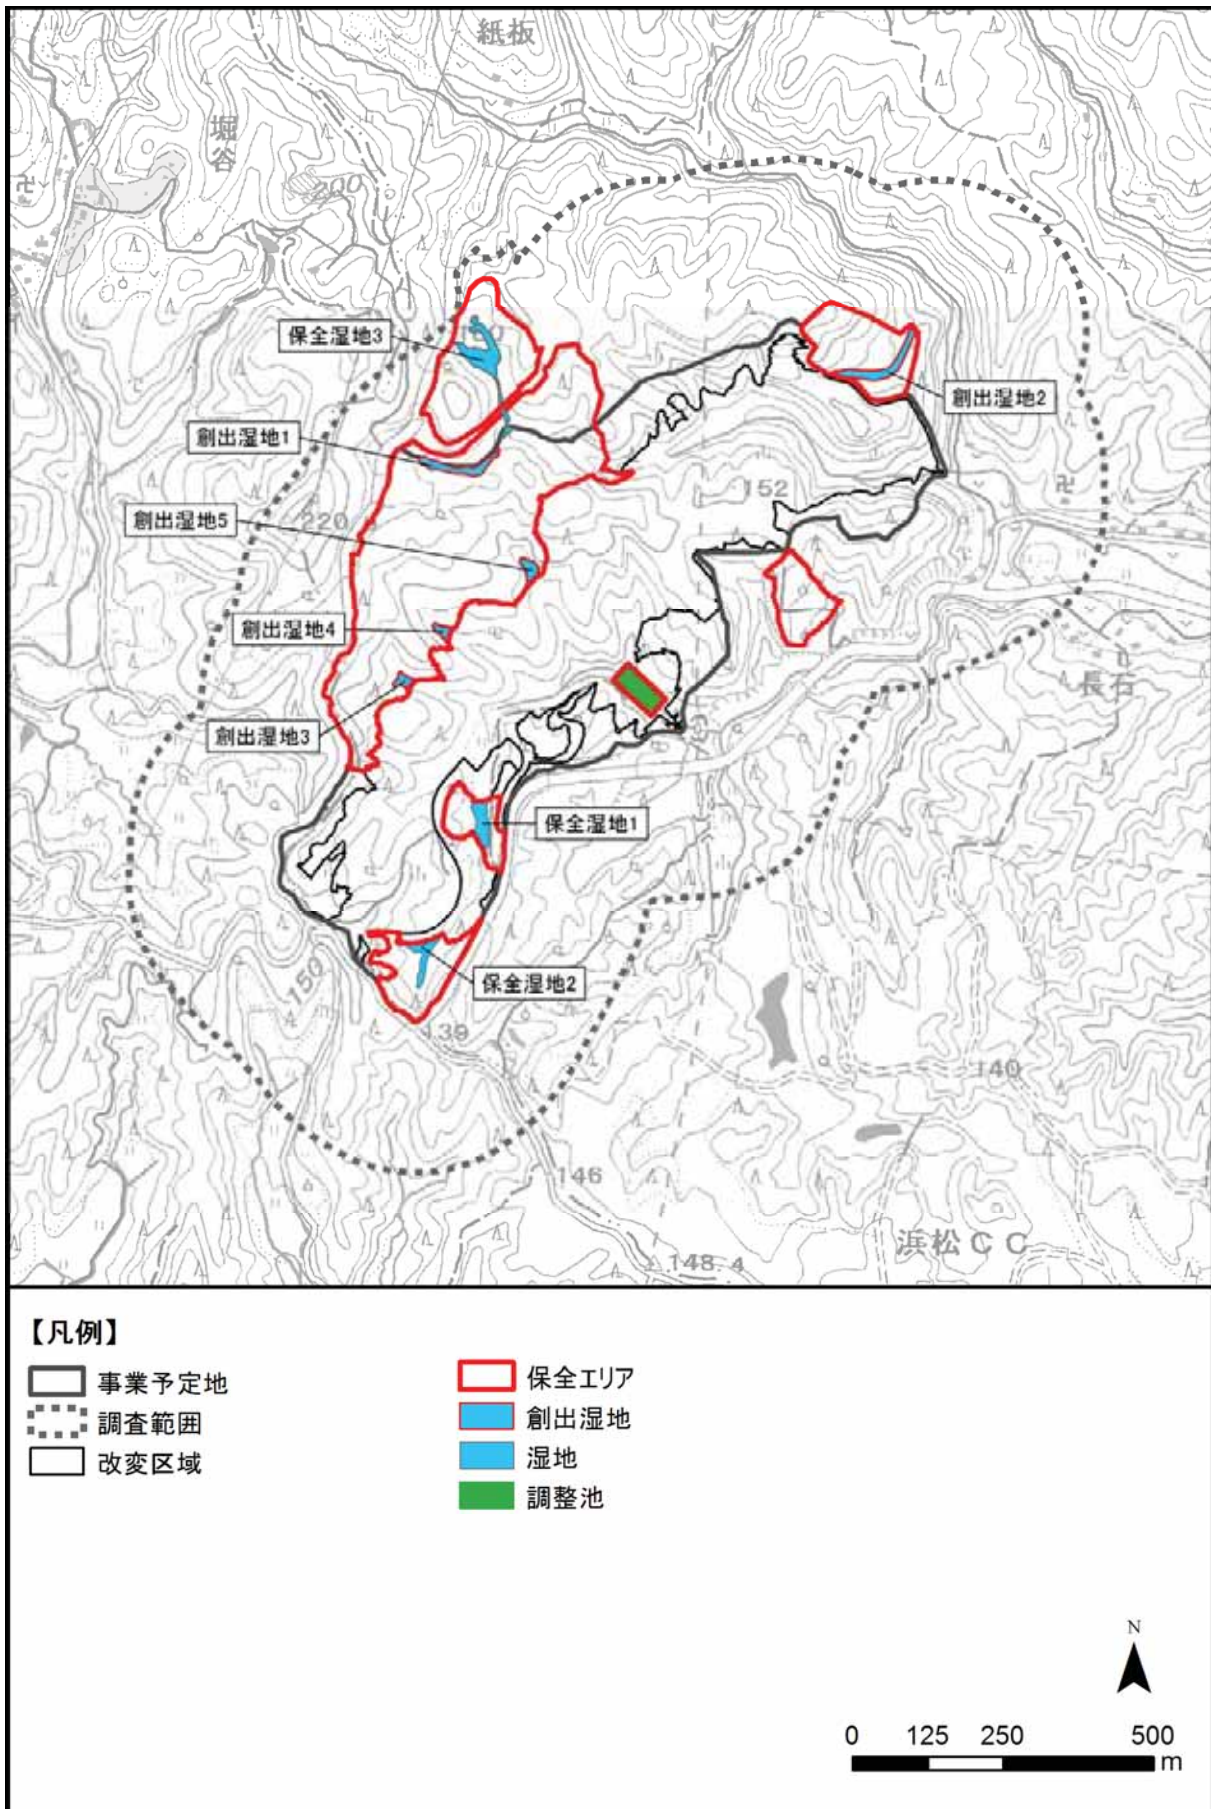 紙板
堀谷
200
保全湿地3
創出湿地2
創出湿地1
152
創出湿地5
220
創出湿地4
長石
創出湿地3
保全湿地1
保全湿地2
150
139
140
146
浜松CC
148.4
【凡例】
事業予定地
調査範囲
改変区域
保全エリア
創出湿地
湿地
調整池
N
0 125 250 500
m